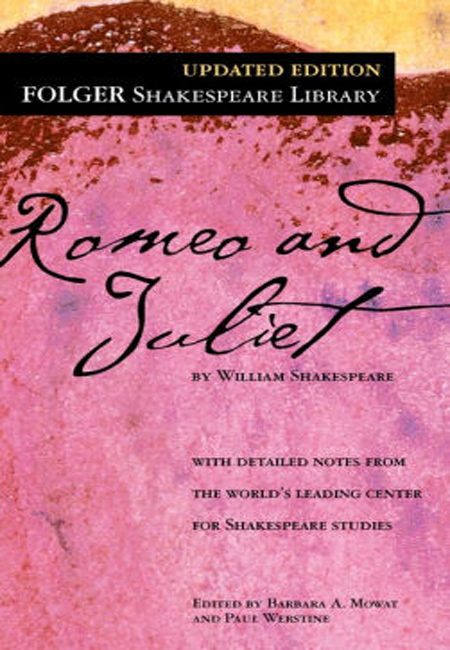 UPDATED EDITION
FOLGER SHAKESPEARE LIBRARY
Romeo and
Juliet
BY WILLIAM SHAKESPEARE
WITH DETAILED NOTES FROM
THE WORLD'S LEADING CENTER
FOR SHAKESPEARE STUDIES
EDITED BY BARBARA A. MOWAT
AND PAUL WERSTINE